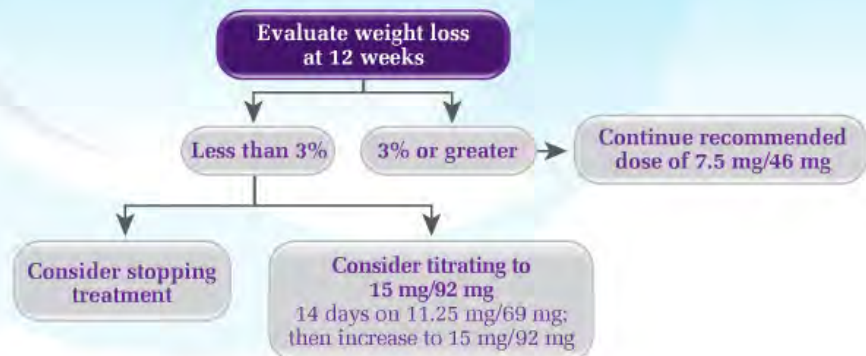 Evaluate weight loss
at 12 weeks
Less than 3%
3% or greater
Continue recommended
dose of 7.5 mg/46 mg
Consider stopping
treatment
Consider titrating to
15 mg/92 mg
14 days on 11.25 mg/69 mg;
then increase to 15 mg/92 mg